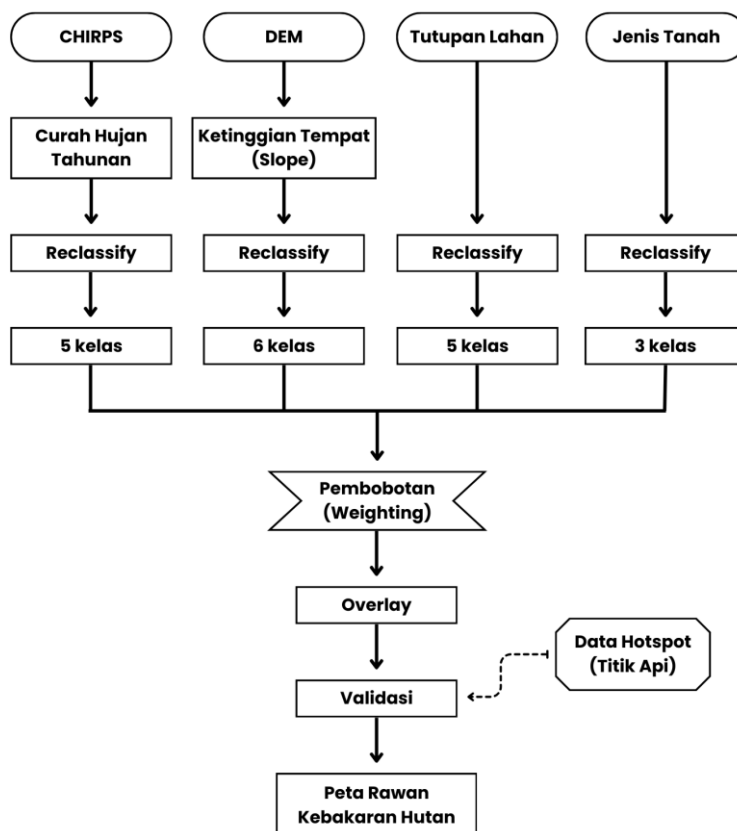 CHIRPS
DEM
Tutupan Lahan
Jenis Tanah
Curah Hujan
Tahunan
Ketinggian Tempat
(Slope)
Reclassify
Reclassify
Reclassify
Reclassify
5 kelas
6 kelas
5 kelas
3 kelas
Pembobotan
(Weighting)
Overlay
Data Hotspot
(Titik Api)
Validasi
Peta Rawan
Kebakaran Hutan